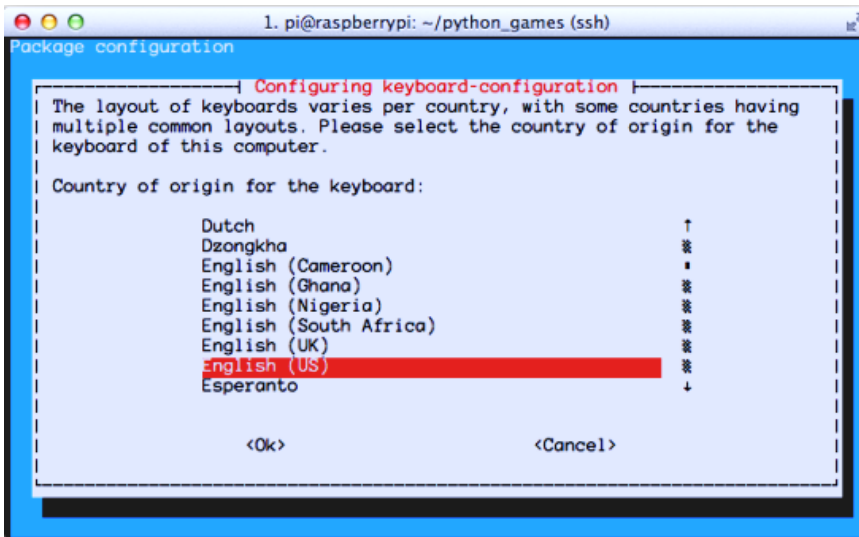 1. pi@raspberrypi: ~/python_games (ssh)
Package configuration
Configuring keyboard-configuration
The layout of keyboards varies per country, with some countries having
multiple common layouts. Please select the country of origin for the
keyboard of this computer.
Country of origin for the keyboard:
Dutch
Dzongkha
English (Cameroon)
English (Ghana)
English (Nigeria)
English (South Africa)
English (UK)
English (US)
Esperanto
<Ok> <Cancel>